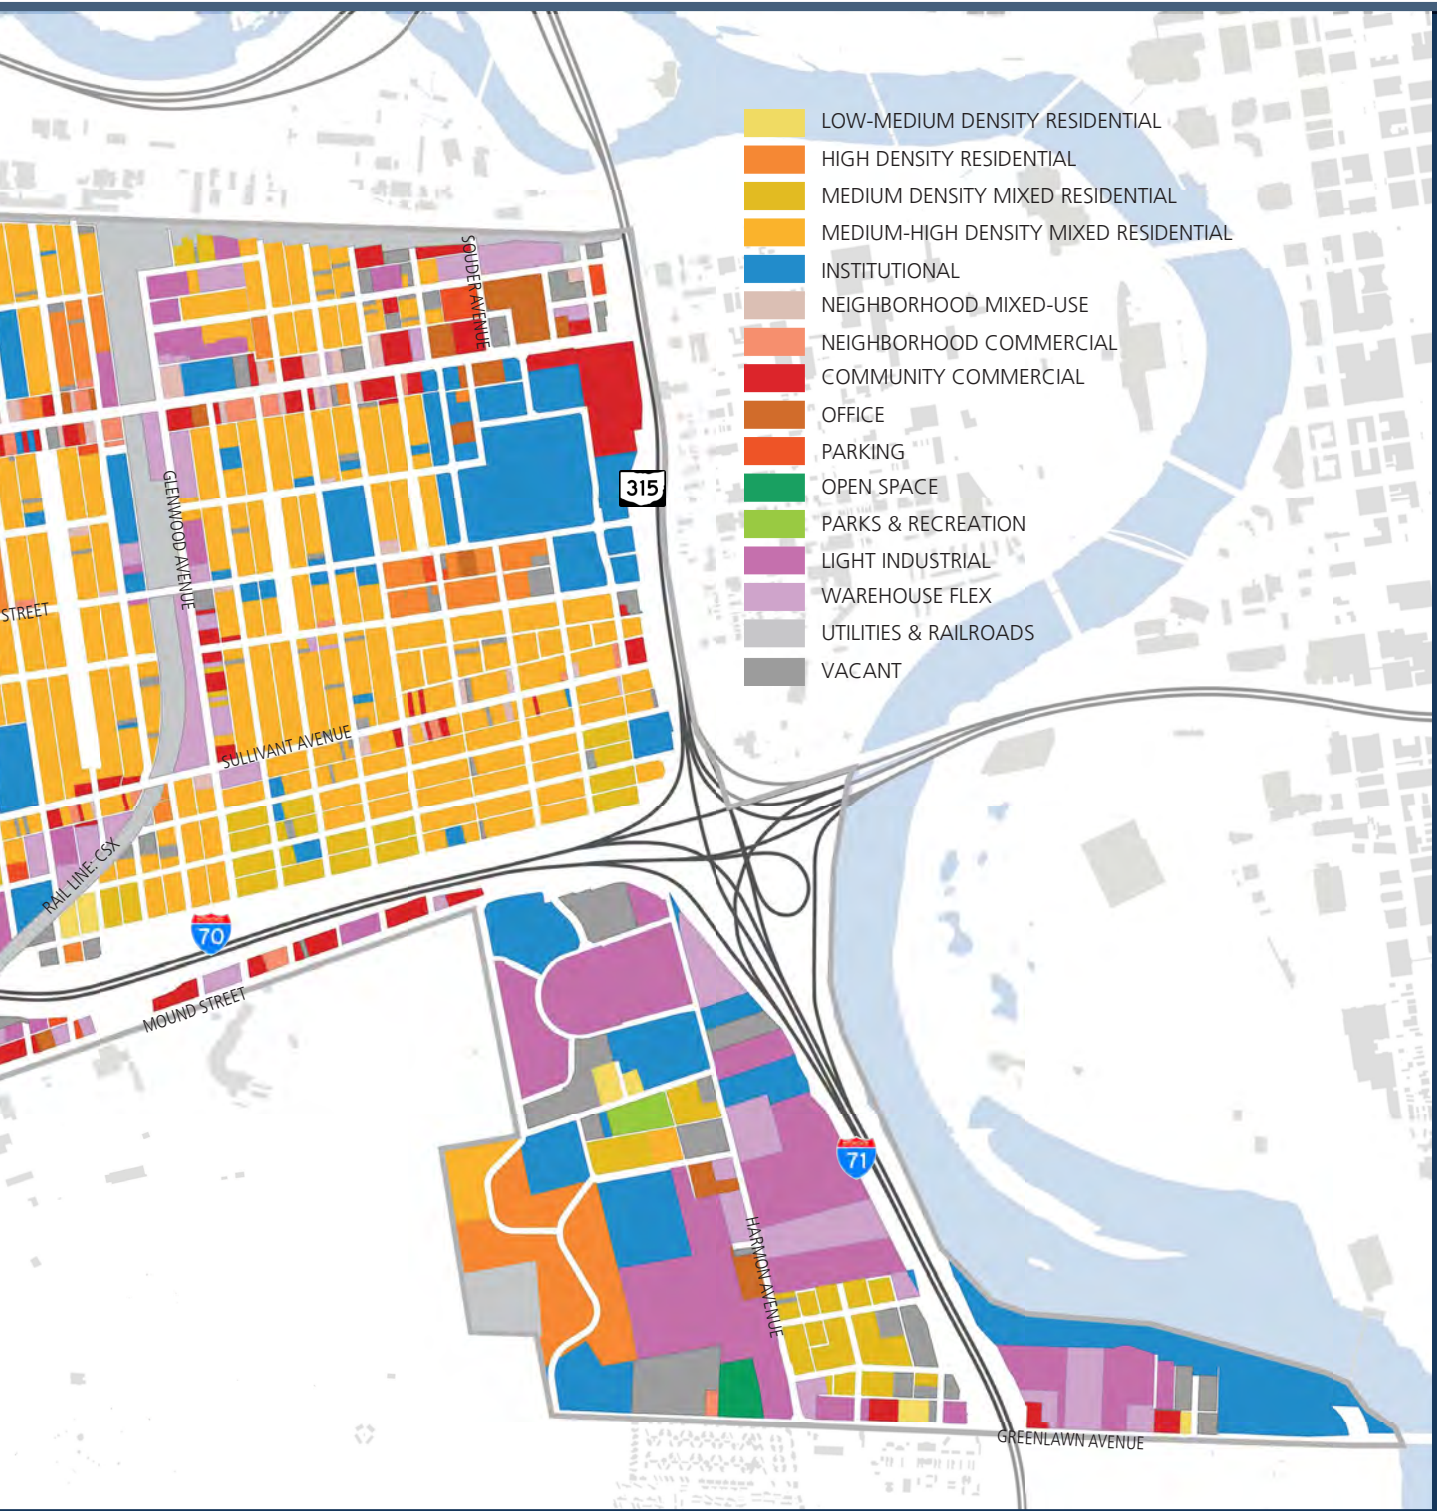 LOW-MEDIUM DENSITY RESIDENTIAL
HIGH DENSITY RESIDENTIAL
MEDIUM DENSITY MIXED RESIDENTIAL
MEDIUM-HIGH DENSITY MIXED RESIDENTIAL
INSTITUTIONAL
NEIGHBORHOOD MIXED-USE
NEIGHBORHOOD COMMERCIAL
COMMUNITY COMMERCIAL
OFFICE
PARKING
OPEN SPACE
PARKS & RECREATION
LIGHT INDUSTRIAL
WAREHOUSE FLEX
UTILITIES & RAILROADS
VACANT
SOUDER AVENUE
315
GLENWOOD AVENUE
STREET
SULLIVANT AVENUE
RAIL LINE: CSX
70
MOUND STREET
71
HARMON AVENUE
GREENLAWN AVENUE